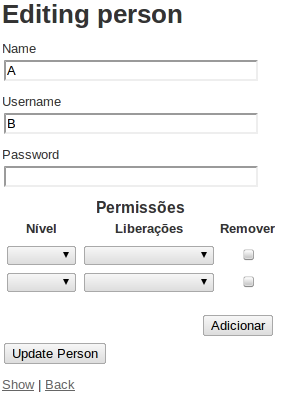 Editing person
Name
A
Username
B
Password
Permissões
Nível Liberações Remover
Adicionar
Update Person
Show | Back